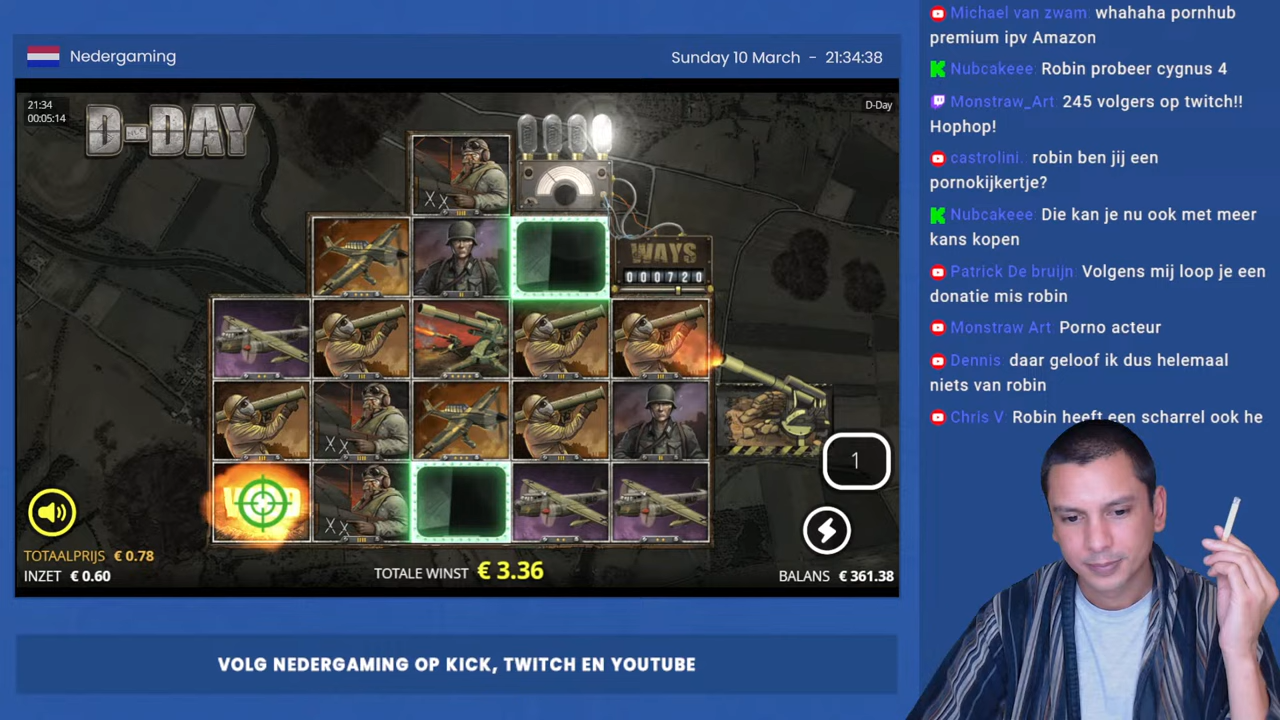 Nedergaming
Sunday 10 March - 21:34:38
21:34
00:05:14
D-DAY
D-Day
WAYS
000720
1
TOTAALPRIJS € 0.78
INZET € 0.60
TOTALE WINST € 3.36
BALANS € 361.38
VOLG NEDERGAMING OP KICK, TWITCH EN YOUTUBE
Michael van zwam: whahaha pornhub
premium ipv Amazon
Nubcakeee: Robin probeer cygnus 4
Monstraw_Art: 245 volgers op twitch!!
Hophop!
castrolini.: robin ben jij een
pornokijkertje?
Nubcakeee: Die kan je nu ook met meer
kans kopen
Patrick De bruijn: Volgens mij loop je een
donatie mis robin
Monstraw Art: Porno acteur
Dennis: daar geloof ik dus helemaal
niets van robin
Chris V: Robin heeft een scharrel ook he